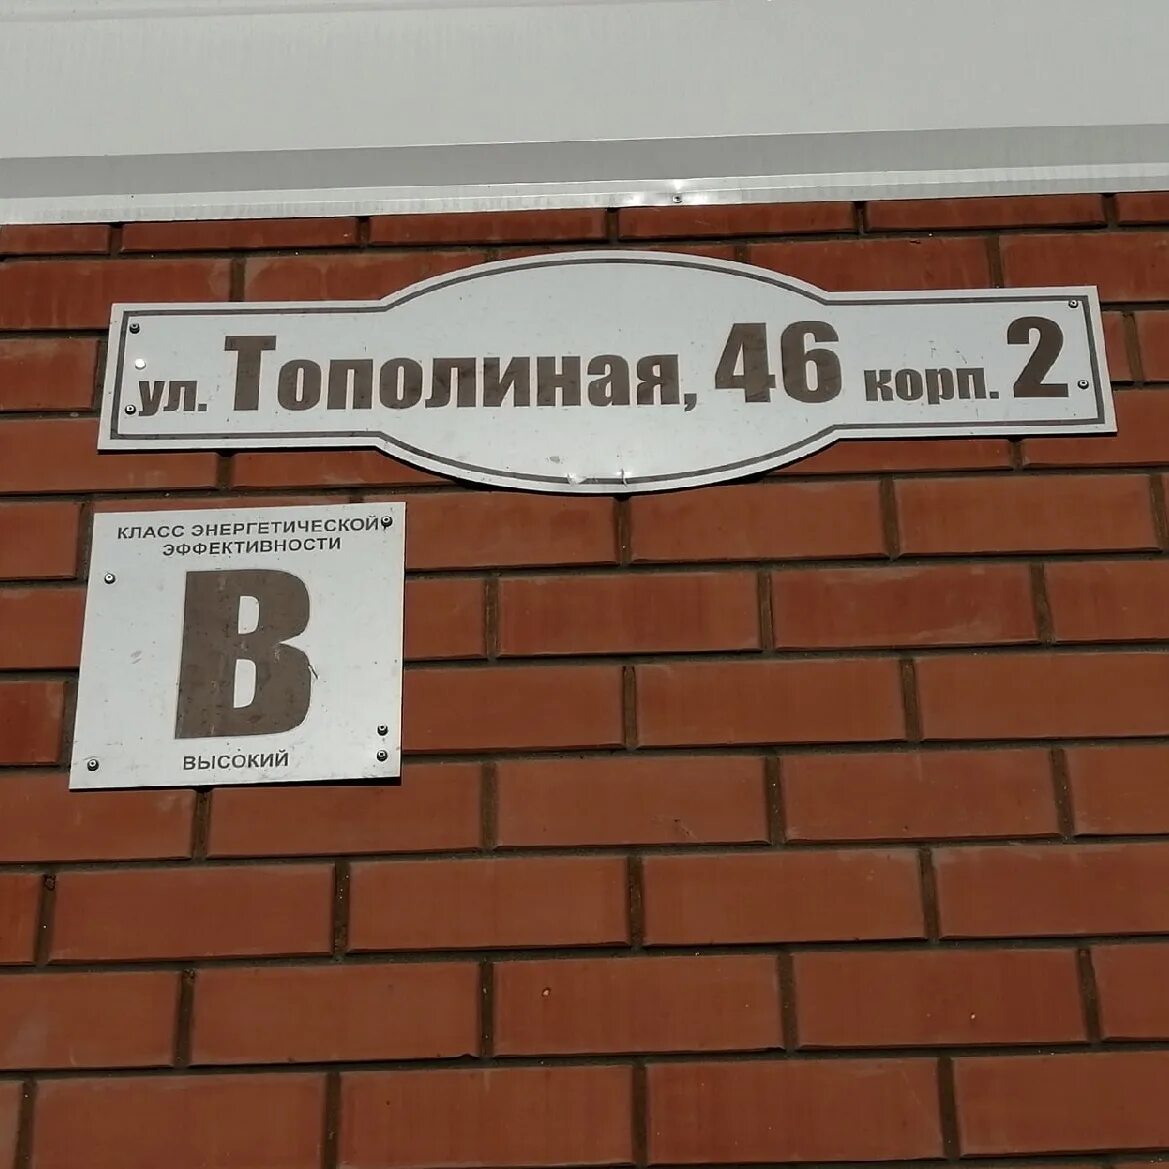 ул. Тополиная, 46 корп. 2
КЛАСС ЭНЕРГЕТИЧЕСКОЙ
ЭФФЕКТИВНОСТИ
В
ВЫСОКИЙ